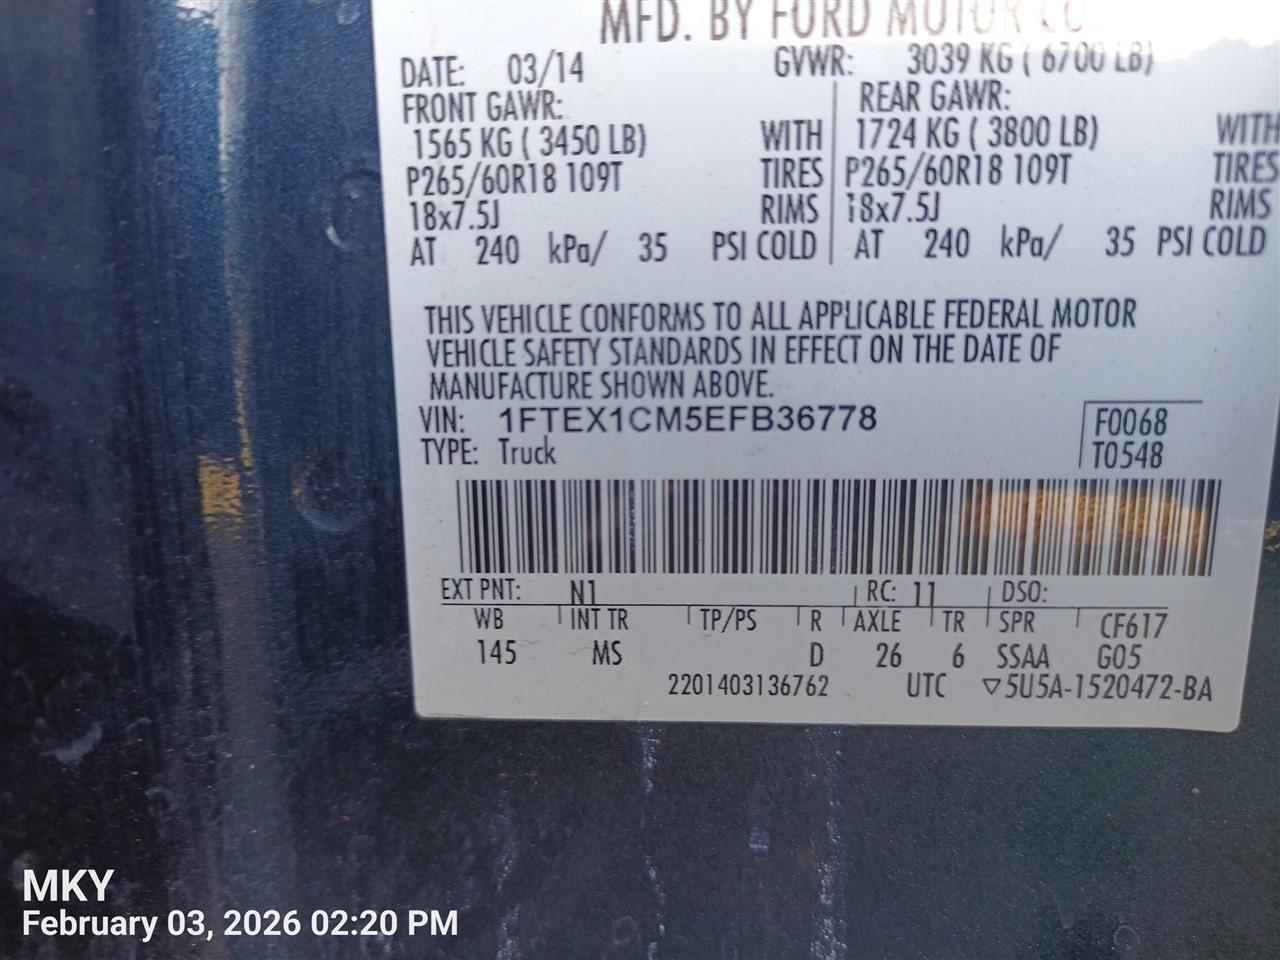 MFD. BY FORD MOTOR CO.
DATE: 03/14 GVWR: 3039 KG ( 6700 LB)
FRONT GAWR: REAR GAWR:
1565 KG ( 3450 LB) WITH 1724 KG ( 3800 LB) WITH
P265/60R18 109T TIRES P265/60R18 109T TIRES
18x7.5J RIMS 18x7.5J RIMS
AT 240 kPa/ 35 PSI COLD AT 240 kPa/ 35 PSI COLD
THIS VEHICLE CONFORMS TO ALL APPLICABLE FEDERAL MOTOR
VEHICLE SAFETY STANDARDS IN EFFECT ON THE DATE OF
MANUFACTURE SHOWN ABOVE.
VIN: 1FTEX1CM5EFB36778 F0068
TYPE: Truck T0548
EXT PNT: N1 RC: 11 DSO:
WB INT TR TP/PS R AXLE TR SPR CF617
145 MS D 26 6 SSAA G05
2201403136762 UTC ▽5U5A-1520472-BA
MKY
February 03, 2026 02:20 PM